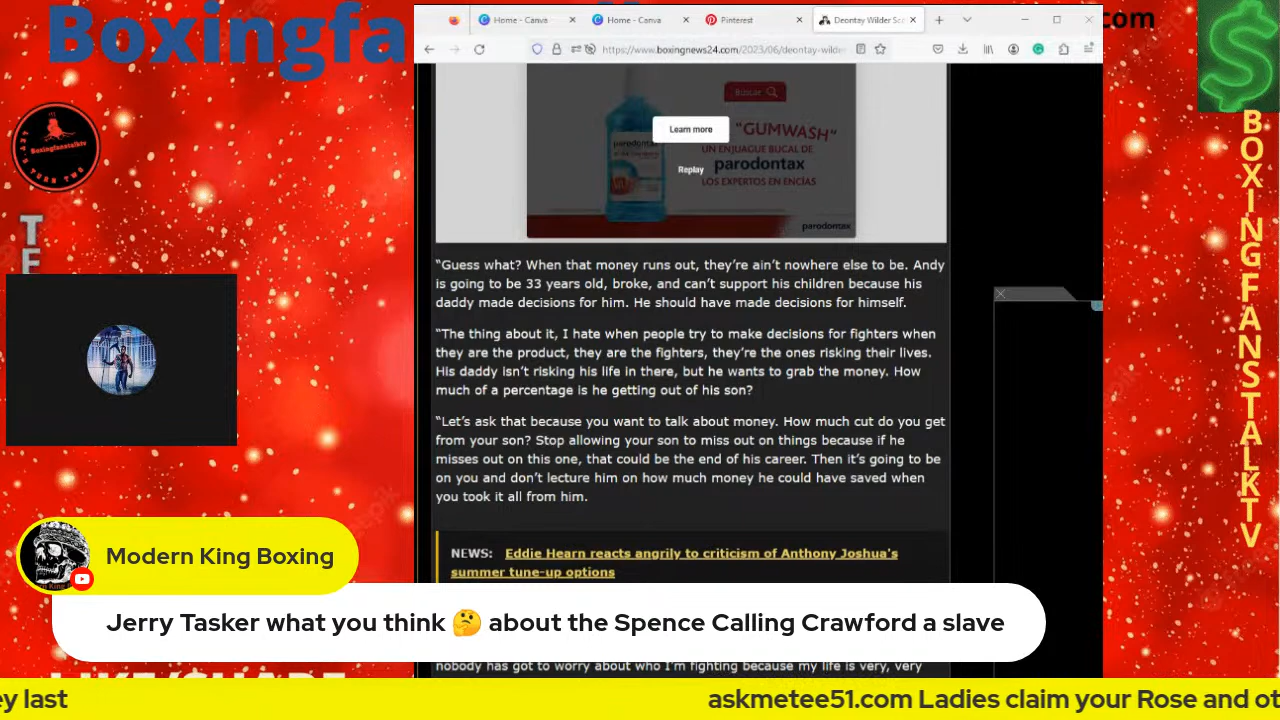 Boxingfa
com
Home - Canva
Home - Canva
Pinterest
Deontay Wilder Sco
https://www.boxingnews24.com/2023/06/deontay-wilde
Buscar
Learn more
"GUMWASH"
UN ENJUAGUE BUCAL DE
parodontax
LOS EXPERTOS EN ENCÍAS
Replay
parodontax
parodontax
“Guess what? When that money runs out, they’re ain’t nowhere else to be. Andy
is going to be 33 years old, broke, and can’t support his children because his
daddy made decisions for him. He should have made decisions for himself.
“The thing about it, I hate when people try to make decisions for fighters when
they are the product, they are the fighters, they’re the ones risking their lives.
His daddy isn’t risking his life in there, but he wants to grab the money. How
much of a percentage is he getting out of his son?
“Let’s ask that because you want to talk about money. How much cut do you get
from your son? Stop allowing your son to miss out on things because if he
misses out on this one, that could be the end of his career. Then it’s going to be
on you and don’t lecture him on how much money he could have saved when
you took it all from him.
NEWS: Eddie Hearn reacts angrily to criticism of Anthony Joshua's
summer tune-up options
nobody has got to worry about who I’m fighting because my life is very, very
Boxingfanstalktv
LET'S TURN TWO
TE
Modern King Boxing
Jerry Tasker what you think 🤔 about the Spence Calling Crawford a slave
LIKE/SHARE
ey last
askmetee51.com Ladies claim your Rose and ot
BOXINGFANSTALKTV